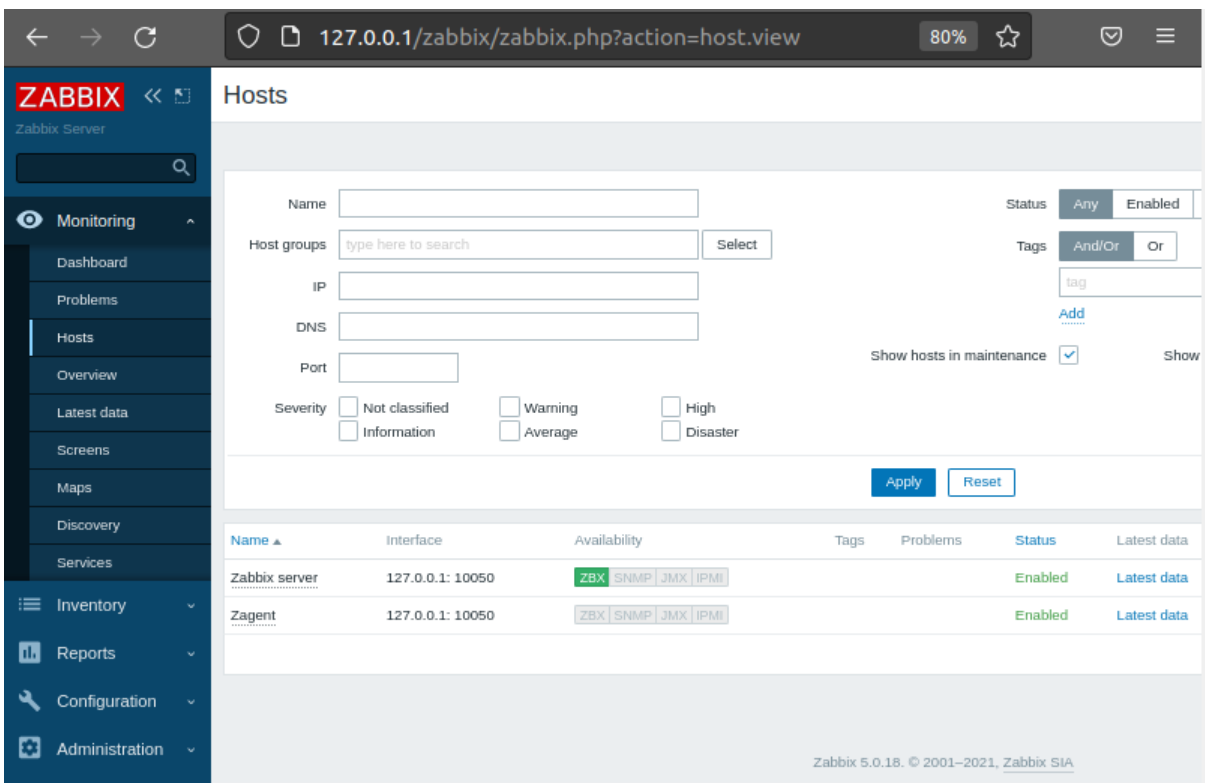 127.0.0.1/zabbix/zabbix.php?action=host.view 80%
ZABBIX
Zabbix Server
Hosts
Name
Status Any Enabled
Host groups type here to search Select
Tags And/Or Or
IP
tag
Add
DNS
Show hosts in maintenance Show
Port
Severity Not classified Warning High
Information Average Disaster
Apply Reset
Monitoring
Dashboard
Problems
Hosts
Overview
Latest data
Screens
Maps
Discovery
Services
Inventory
Reports
Configuration
Administration
Name Interface Availability Tags Problems Status Latest data
Zabbix server 127.0.0.1: 10050 ZBX SNMP JMX IPMI Enabled Latest data
Zagent 127.0.0.1: 10050 ZBX SNMP JMX IPMI Enabled Latest data
Zabbix 5.0.18. © 2001–2021, Zabbix SIA